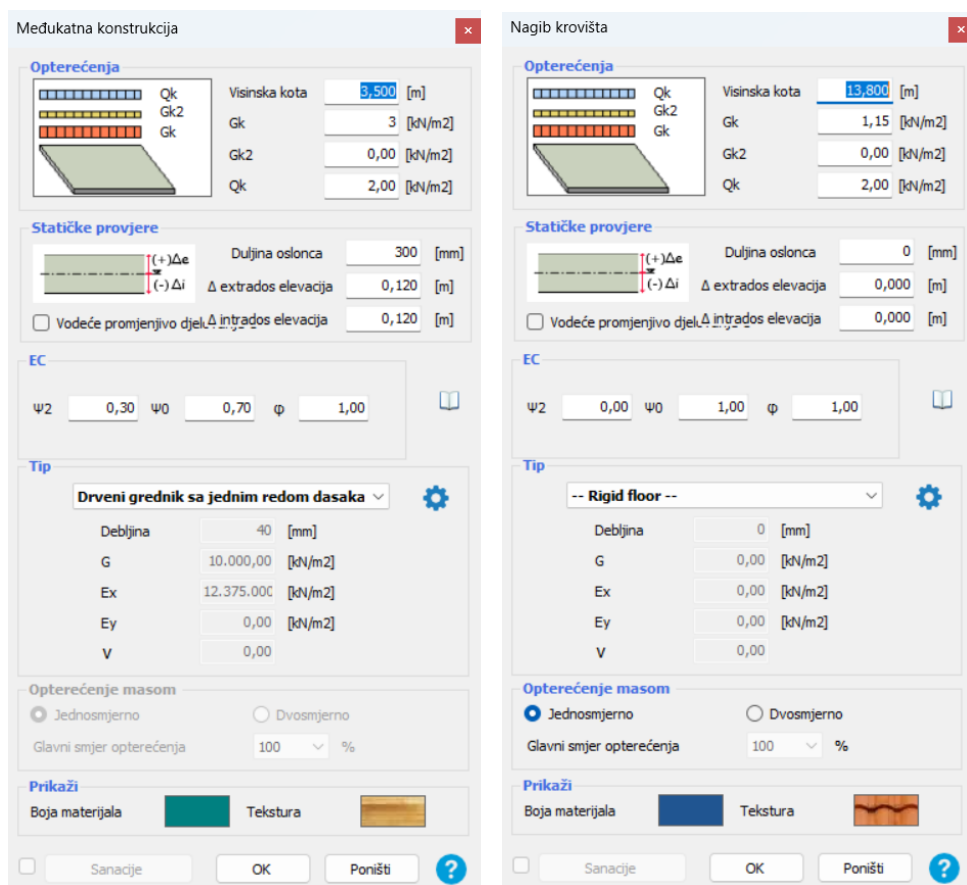 Međukatna konstrukcija
Opterećenja
Qk
Gk2
Gk
Visinska kota 3,500 [m]
Gk 3 [kN/m2]
Gk2 0,00 [kN/m2]
Qk 2,00 [kN/m2]
Statičke provjere
(+)Δe
(-)Δi
Duljina oslonca 300 [mm]
Δ extrados elevacija 0,120 [m]
Vodeće promjenjivo Δ intrados elevacija 0,120 [m]
EC
Ψ2 0,30 Ψ0 0,70 φ 1,00
Tip
Drveni grednik sa jednim redom dasaka
Debljina 40 [mm]
G 10.000,00 [kN/m2]
Ex 12.375.000 [kN/m2]
Ey 0,00 [kN/m2]
V 0,00
Opterećenje masom
Jednosmjerno Dvosmjerno
Glavni smjer opterećenja 100 %
Prikaži
Boja materijala Tekstura
Sanacije OK Poništi ?
Nagib krovišta
Opterećenja
Qk
Gk2
Gk
Visinska kota 13,800 [m]
Gk 1,15 [kN/m2]
Gk2 0,00 [kN/m2]
Qk 2,00 [kN/m2]
Statičke provjere
(+)Δe
(-)Δi
Duljina oslonca 0 [mm]
Δ extrados elevacija 0,000 [m]
Vodeće promjenjivo Δ intrados elevacija 0,000 [m]
EC
Ψ2 0,00 Ψ0 1,00 φ 1,00
Tip
-- Rigid floor --
Debljina 0 [mm]
G 0,00 [kN/m2]
Ex 0,00 [kN/m2]
Ey 0,00 [kN/m2]
V 0,00
Opterećenje masom
Jednosmjerno Dvosmjerno
Glavni smjer opterećenja 100 %
Prikaži
Boja materijala Tekstura
Sanacije OK Poništi ?